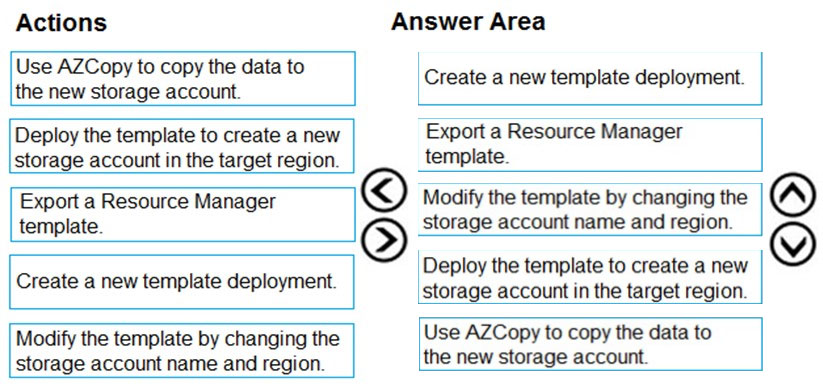 Actions
Use AZCopy to copy the data to
the new storage account.
Deploy the template to create a new
storage account in the target region.
Export a Resource Manager
template.
Create a new template deployment.
Modify the template by changing the
storage account name and region.
Answer Area
Create a new template deployment.
Export a Resource Manager
template.
Modify the template by changing the
storage account name and region.
Deploy the template to create a new
storage account in the target region.
Use AZCopy to copy the data to
the new storage account.